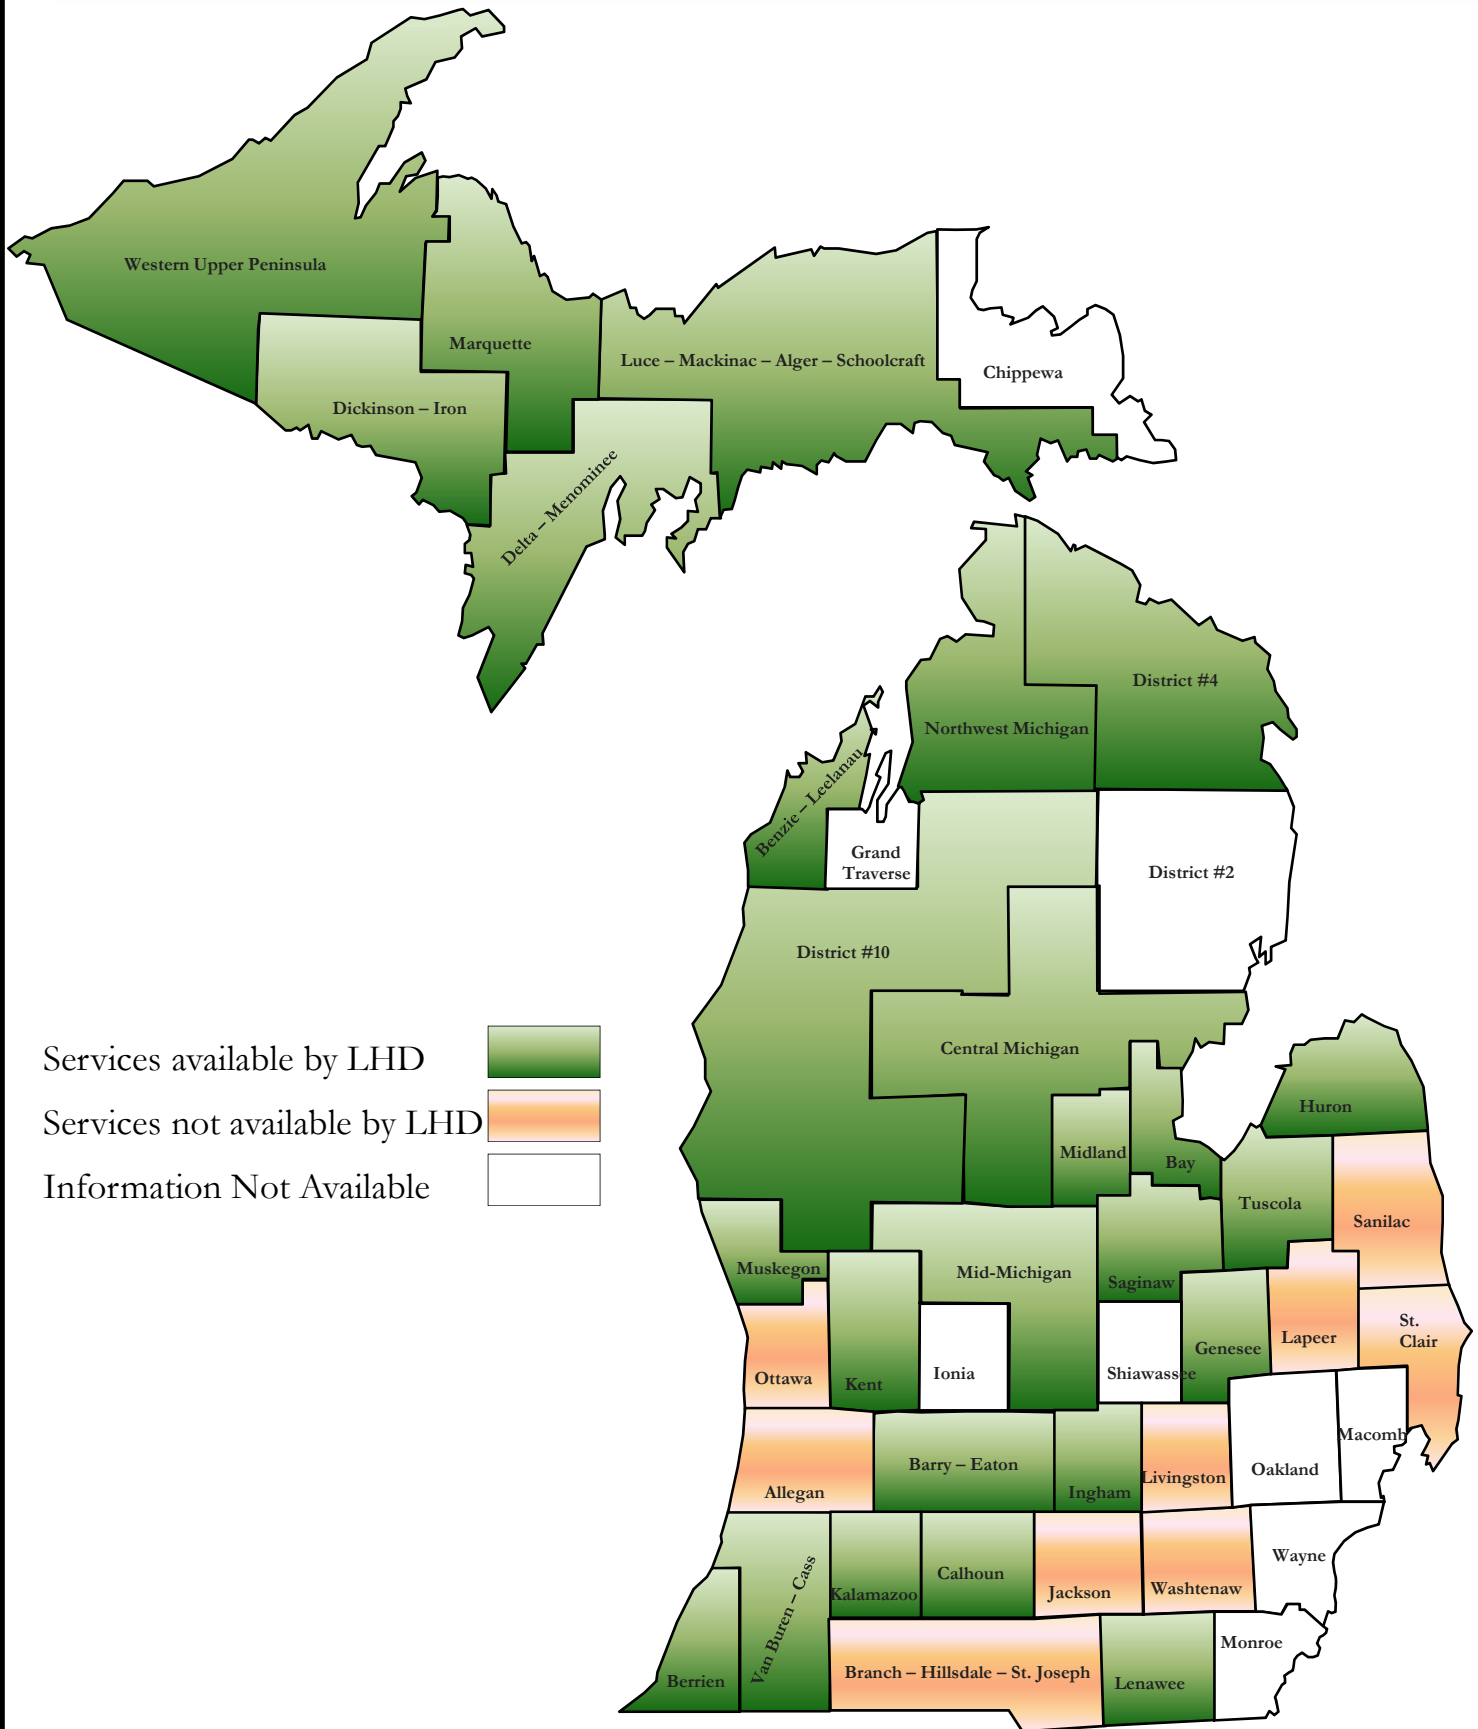 Western Upper Peninsula
Marquette
Luce – Mackinac – Alger – Schoolcraft
Chippewa
Dickinson – Iron
Delta – Menominee
District #4
Northwest Michigan
Benzie – Leelanau
Grand
Traverse
District #2
District #10
Central Michigan
Services available by LHD
Services not available by LHD
Information Not Available
Huron
Midland
Bay
Tuscola
Sanilac
Muskegon
Mid-Michigan
Saginaw
St.
Clair
Lapeer
Genesee
Ottawa
Kent
Ionia
Shiawassee
Macomb
Barry – Eaton
Oakland
Livingston
Allegan
Ingham
Wayne
Van Buren – Cass
Kalamazoo
Calhoun
Jackson
Washtenaw
Monroe
Berrien
Branch – Hillsdale – St. Joseph
Lenawee